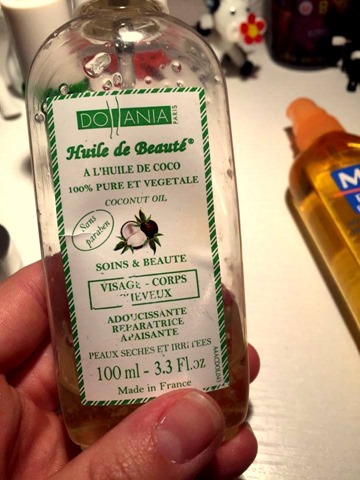 DOLLANIA
PARIS
Huile de Beauté®
A L'HUILE DE COCO
100% PURE ET VEGETALE
COCONUT OIL
Sans
paraben
SOINS & BEAUTE
VISAGE - CORPS
CHEVEUX
ADOUCISSANTE
REPARATRICE
APAISANTE
PEAUX SECHES ET IRRITEES
100 ml - 3.3 Fl.oz
Made in France
M